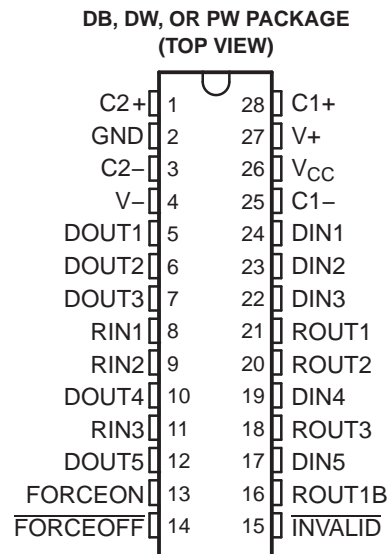 DB, DW, OR PW PACKAGE
(TOP VIEW)
C2+ 1 28 C1+
GND 2 27 V+
C2− 3 26 VCC
V− 4 25 C1−
DOUT1 5 24 DIN1
DOUT2 6 23 DIN2
DOUT3 7 22 DIN3
RIN1 8 21 ROUT1
RIN2 9 20 ROUT2
DOUT4 10 19 DIN4
RIN3 11 18 ROUT3
DOUT5 12 17 DIN5
FORCEON 13 16 ROUT1B
FORCEOFF 14 15 INVALID